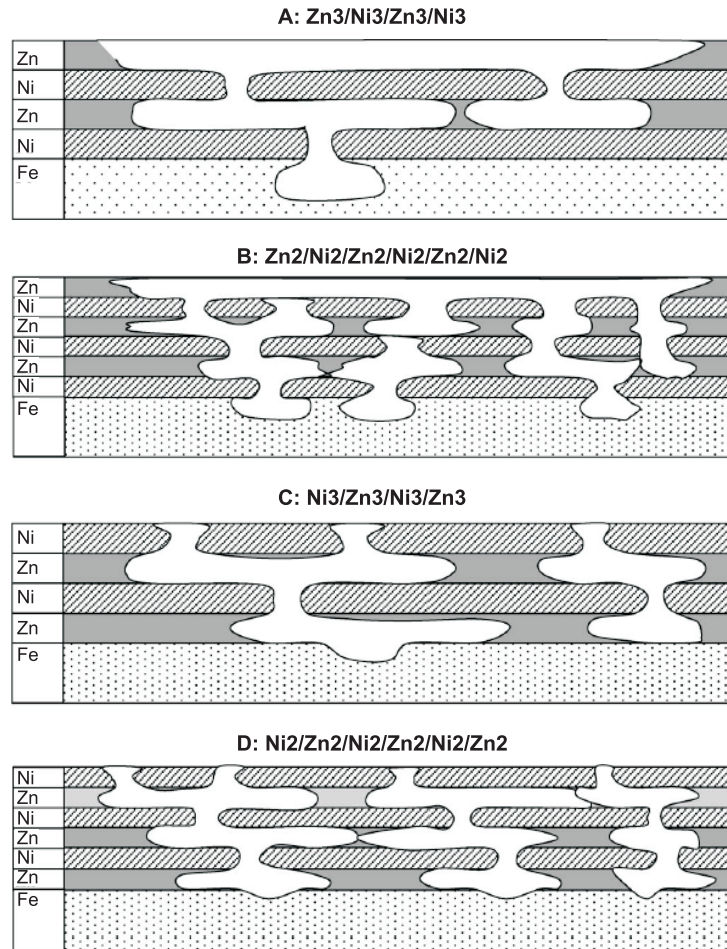 A: Zn3/Ni3/Zn3/Ni3
Zn
Ni
Zn
Ni
Fe
B: Zn2/Ni2/Zn2/Ni2/Zn2/Ni2
Zn
Ni
Zn
Ni
Zn
Ni
Fe
C: Ni3/Zn3/Ni3/Zn3
Ni
Zn
Ni
Zn
Fe
D: Ni2/Zn2/Ni2/Zn2/Ni2/Zn2
Ni
Zn
Ni
Zn
Ni
Zn
Fe